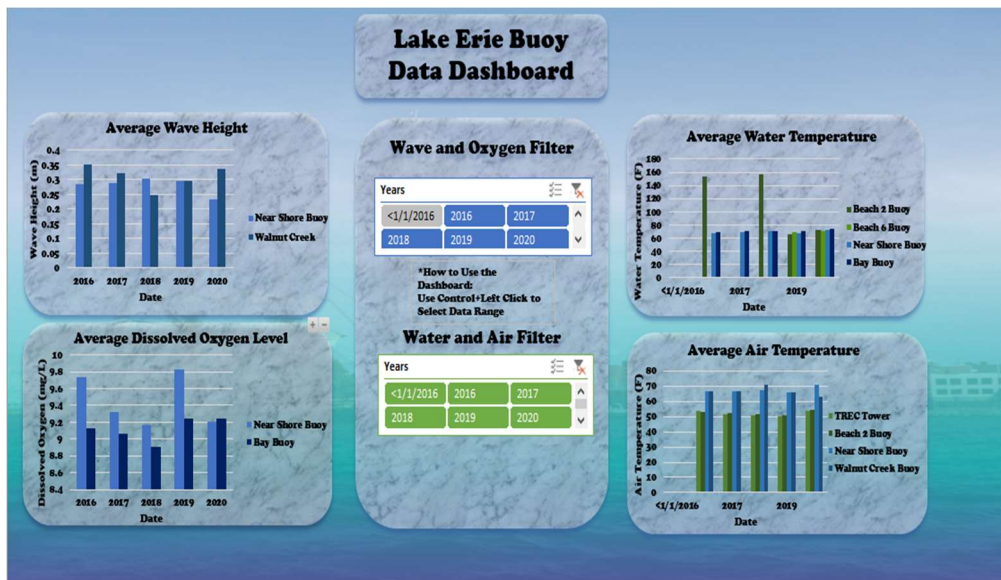 Lake Erie Buoy
Data Dashboard
Average Wave Height
Wave Height (m)
0.4
0.35
0.3
0.25
0.2
0.15
0.1
0.05
0
2016 2017 2018 2019 2020
Date
Near Shore Buoy
Walnut Creek
Average Dissolved Oxygen Level
Dissolved Oxygen (mg/L)
10
9.8
9.6
9.4
9.2
9
8.8
8.6
8.4
2016 2017 2018 2019 2020
Date
Near Shore Buoy
Bay Buoy
Wave and Oxygen Filter
Years
<1/1/2016 2016 2017
2018 2019 2020
*How to Use the
Dashboard:
Use Control+Left Click to
Select Data Range
Water and Air Filter
Years
<1/1/2016 2016 2017
2018 2019 2020
Average Water Temperature
Water Temperature (F)
180
160
140
120
100
80
60
40
20
0
<1/1/2016 2017 2019
Date
Beach 2 Buoy
Beach 6 Buoy
Near Shore Buoy
Bay Buoy
Average Air Temperature
Air Temperature (F)
80
70
60
50
40
30
20
10
0
<1/1/2016 2017 2019
Date
TREC Tower
Beach 2 Buoy
Near Shore Buoy
Walnut Creek Buoy